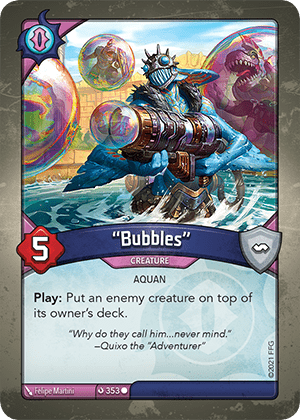 "Bubbles"
CREATURE
5
AQUAN
Play: Put an enemy creature on top
of its owner's deck.
"Why do they call him...never mind."
–Quixo the "Adventurer"
©2021 FFG
Felipe Martini
353